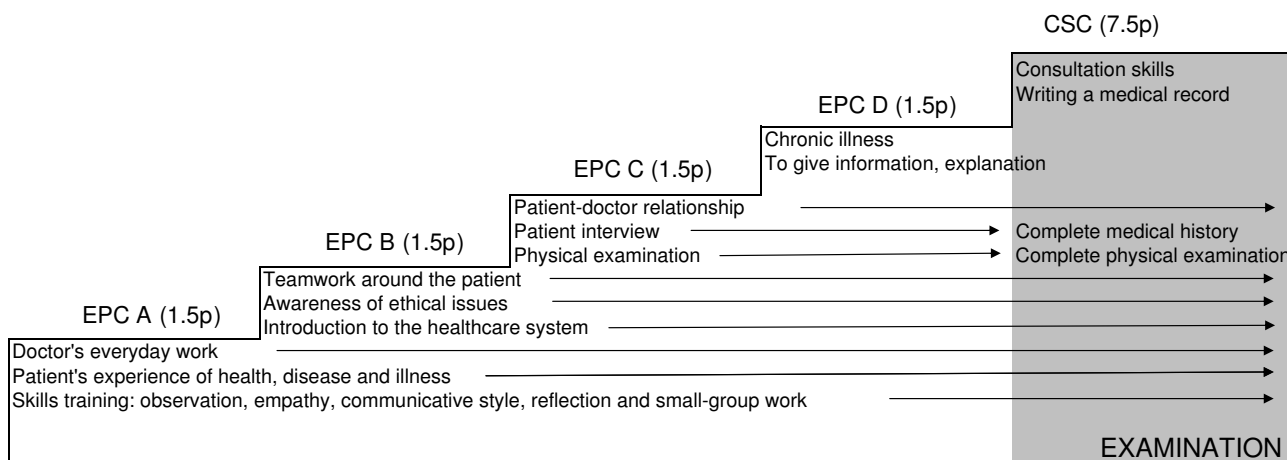 CSC (7.5p)
Consultation skills
Writing a medical record
EPC D (1.5p)
Chronic illness
To give information, explanation
EPC C (1.5p)
Patient-doctor relationship
Patient interview
Complete medical history
Physical examination
Complete physical examination
EPC B (1.5p)
Teamwork around the patient
Awareness of ethical issues
Introduction to the healthcare system
EPC A (1.5p)
Doctor's everyday work
Patient's experience of health, disease and illness
Skills training: observation, empathy, communicative style, reflection and small-group work
EXAMINATION